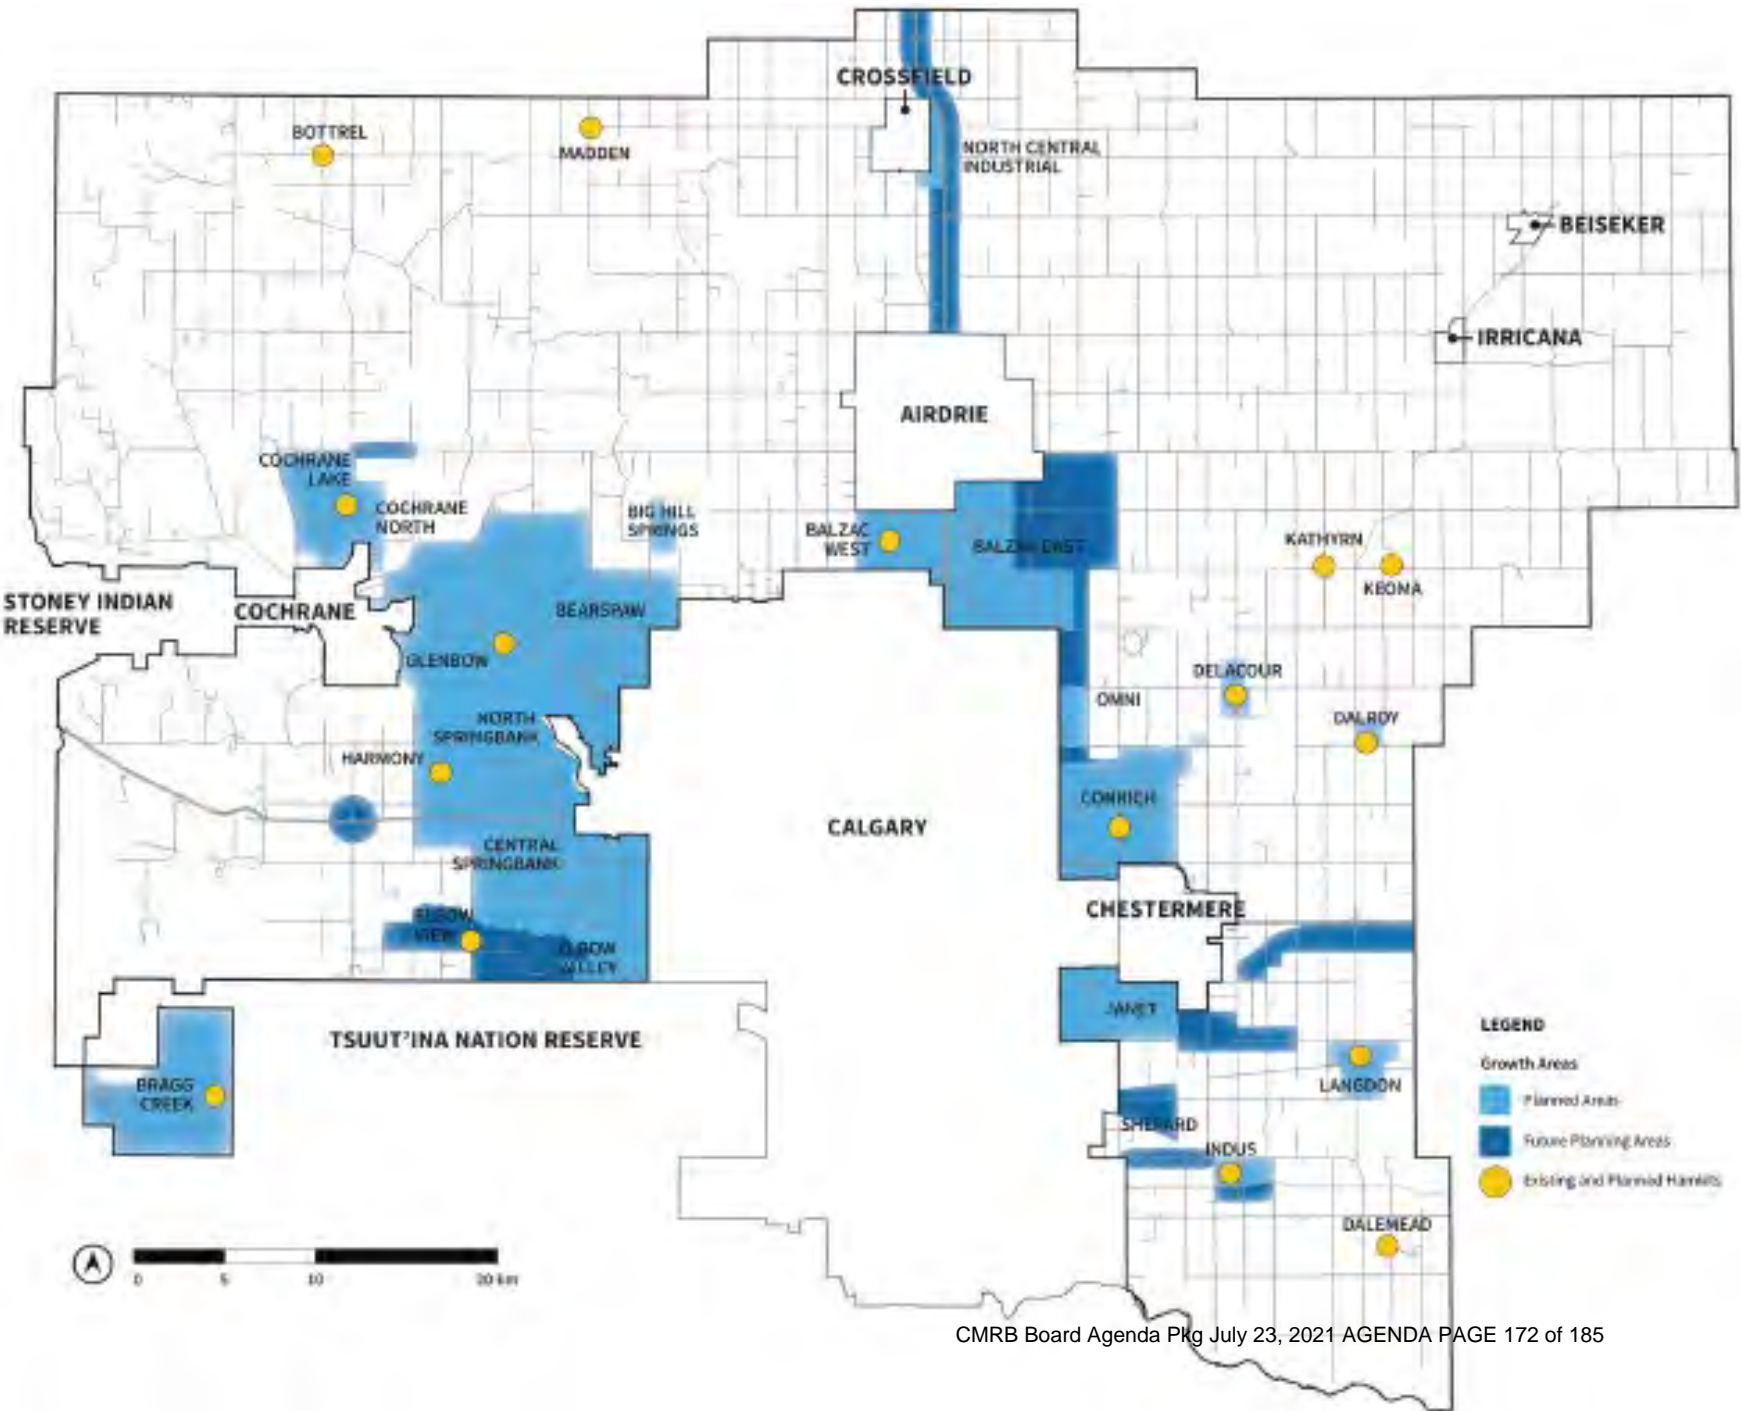 CROSSFIELD
BOTTREL
MADDEN
NORTH CENTRAL
INDUSTRIAL
BEISEKER
IRRICANA
AIRDRIE
COCHRANE
LAKE
COCHRANE
NORTH
BIG HILL
SPRINGS
BALZAC
WEST
BALZAC EAST
KATHYRN
KEOMA
STONEY INDIAN
RESERVE
COCHRANE
BEARSPAW
GLENBOW
DELACOUR
OMNI
DALROY
NORTH
SPRINGBANK
HARMONY
CONRICH
CALGARY
CENTRAL
SPRINGBANK
CHESTERMERE
ELBOW
VIEW
ELBOW
VALLEY
JANET
TSUUT'INA NATION RESERVE
LEGEND
Growth Areas
Planned Areas
Future Planning Areas
Existing and Planned Hamlets
LANGDON
BRAGG
CREEK
SHEPARD
INDUS
DALEMEAD
0 5 10 20 km
CMRB Board Agenda Pkg July 23, 2021 AGENDA PAGE 172 of 185